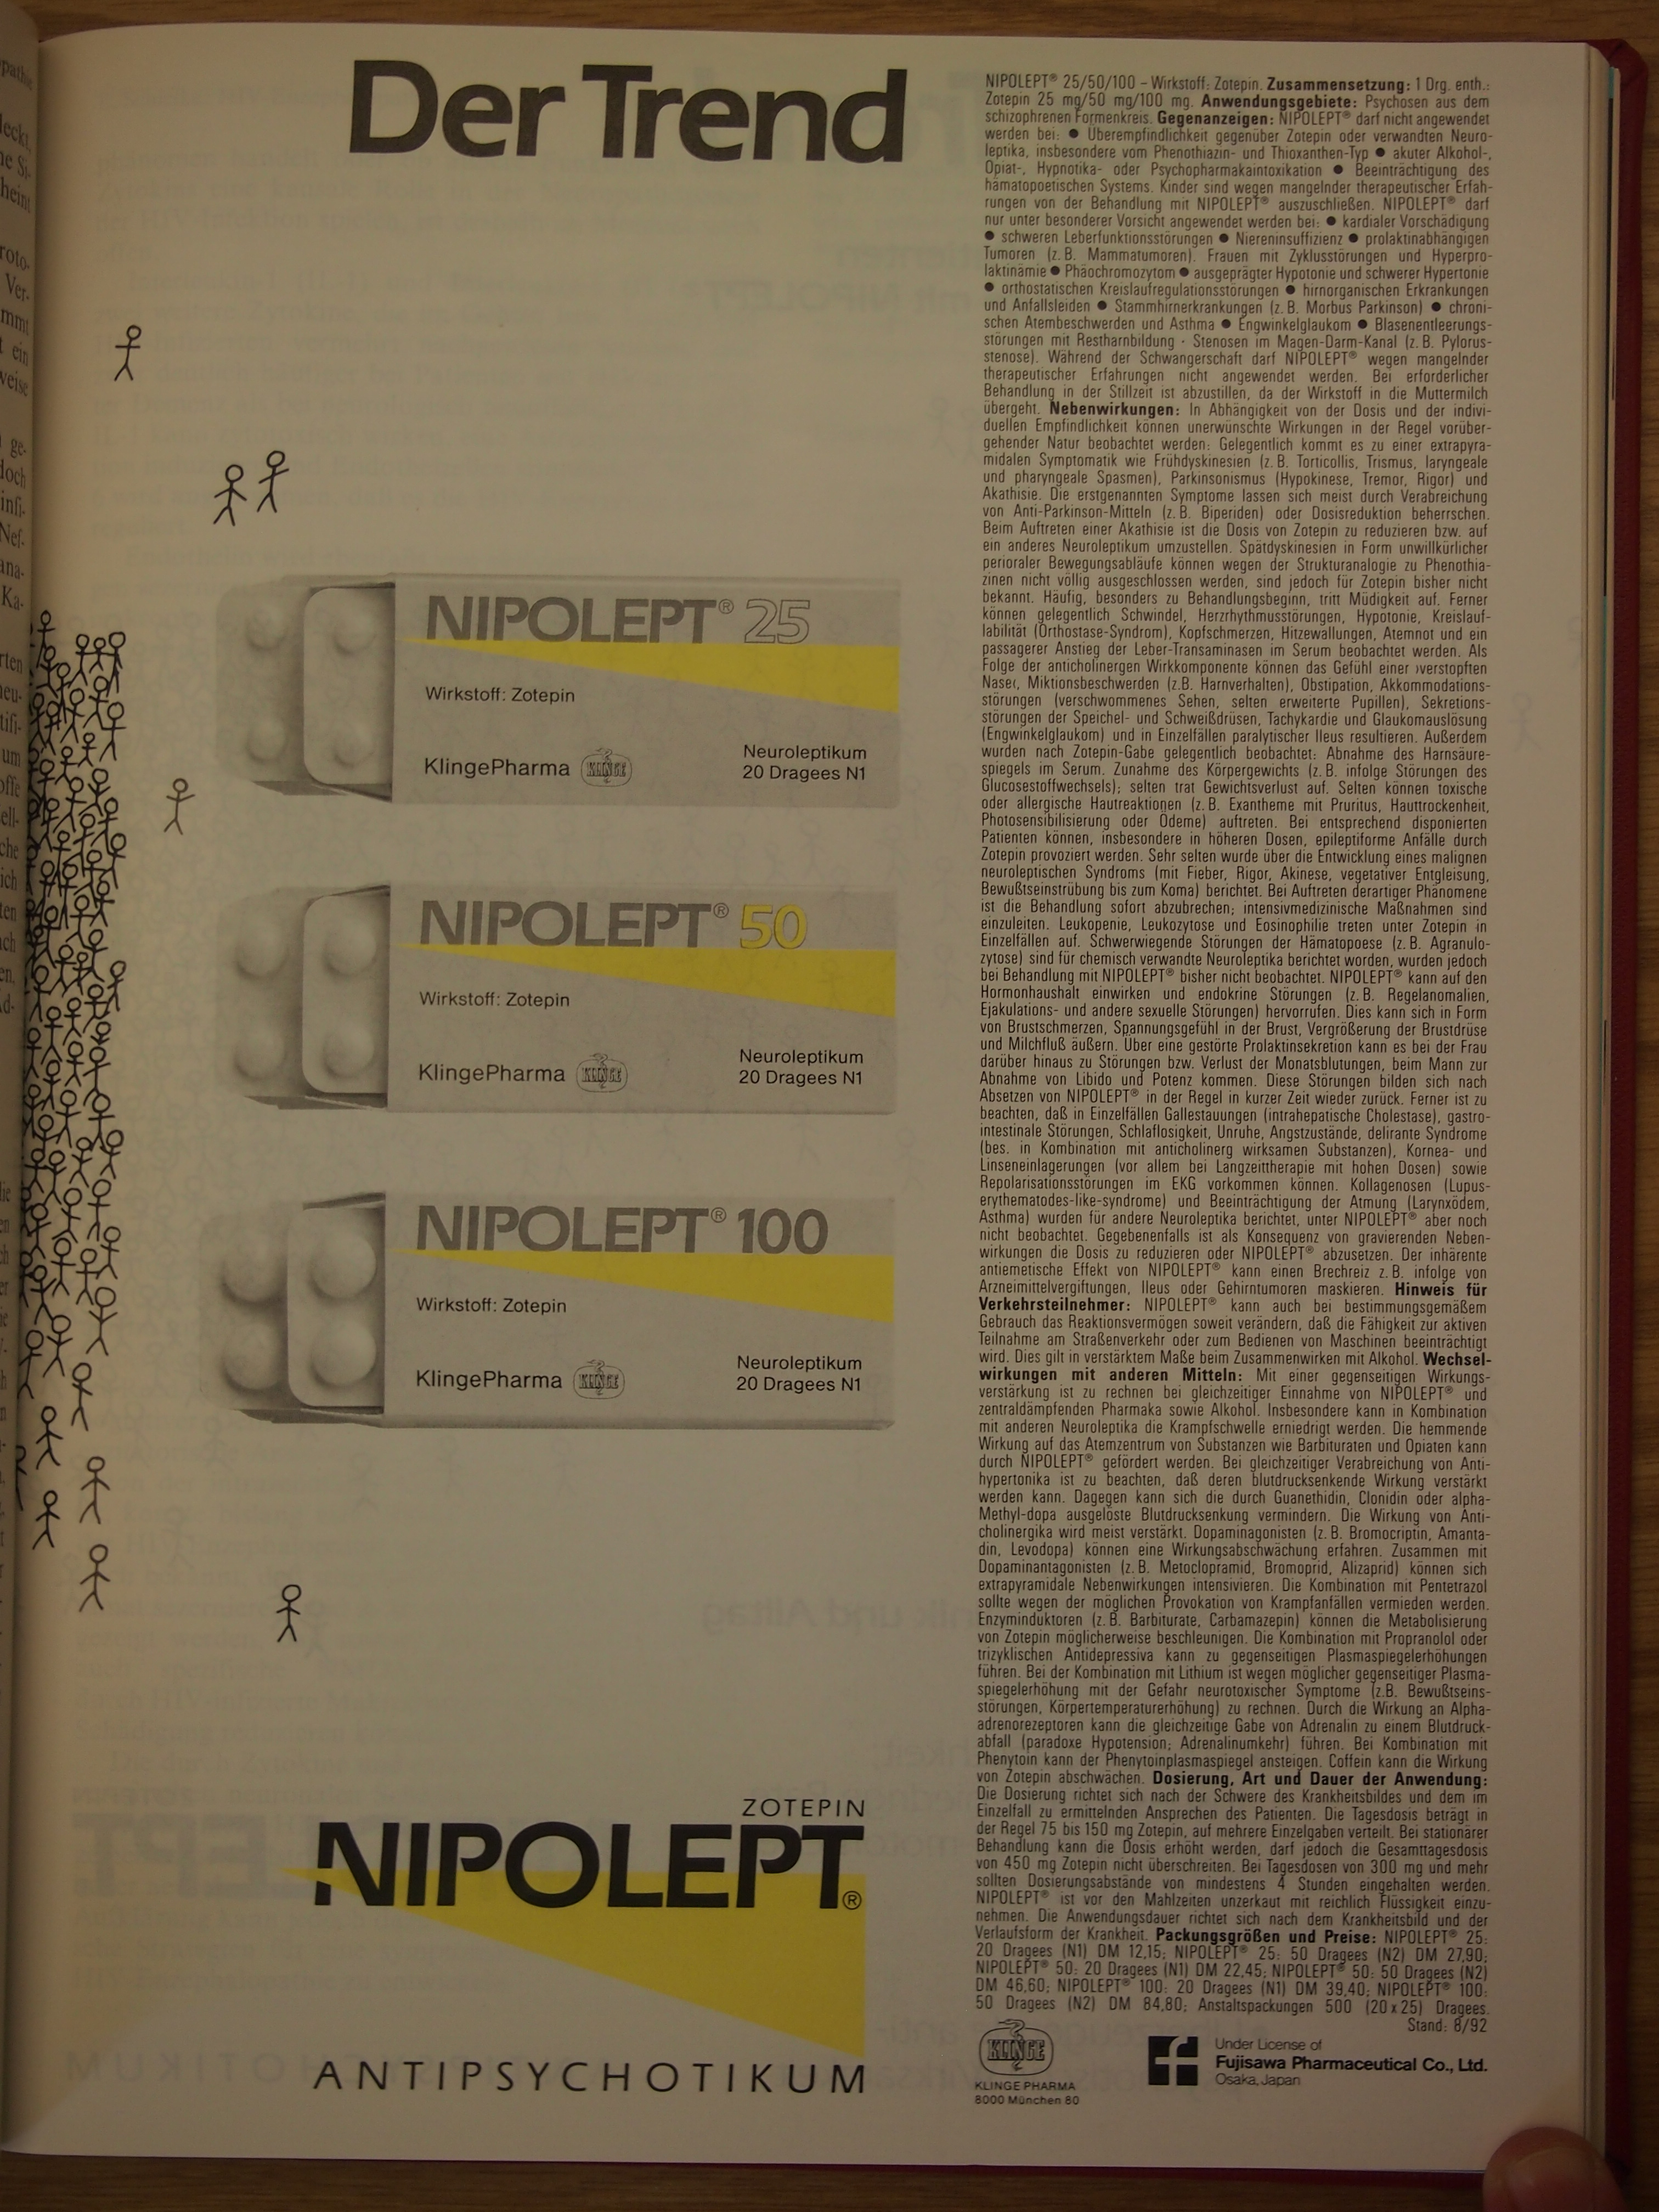 Der Trend
NIPOLEPT® 25
Wirkstoff: Zotepin
KlingePharma KLINGE
Neuroleptikum
20 Dragees N1
NIPOLEPT® 50
Wirkstoff: Zotepin
KlingePharma KLINGE
Neuroleptikum
20 Dragees N1
NIPOLEPT® 100
Wirkstoff: Zotepin
KlingePharma KLINGE
Neuroleptikum
20 Dragees N1
ZOTEPIN
NIPOLEPT®
ANTIPSYCHOTIKUM
NIPOLEPT® 25/50/100 – Wirkstoff: Zotepin. Zusammensetzung: 1 Drg. enth.:
Zotepin 25 mg/50 mg/100 mg. Anwendungsgebiete: Psychosen aus dem
schizophrenen Formenkreis. Gegenanzeigen: NIPOLEPT® darf nicht angewendet
werden bei: ● Überempfindlichkeit gegenüber Zotepin oder verwandten Neuro-
leptika, insbesondere vom Phenothiazin- und Thioxanthen-Typ ● akuter Alkohol-,
Opiat-, Hypnotika- oder Psychopharmakaintoxikation ● Beeinträchtigung des
hämatopoetischen Systems. Kinder sind wegen mangelnder therapeutischer Erfah-
rungen von der Behandlung mit NIPOLEPT® auszuschließen. NIPOLEPT® darf
nur unter besonderer Vorsicht angewendet werden bei: ● kardialer Vorschädigung
● schweren Leberfunktionsstörungen ● Niereninsuffizienz ● prolaktinabhängigen
Tumoren (z. B. Mammatumoren). Frauen mit Zyklusstörungen und Hyperpro-
laktinämie ● Phäochromozytom ● ausgeprägter Hypotonie und schwerer Hypertonie
● orthostatischen Kreislaufregulationsstörungen ● hirnorganischen Erkrankungen
und Anfallsleiden ● Stammhirnerkrankungen (z. B. Morbus Parkinson) ● chroni-
schen Atembeschwerden und Asthma ● Engwinkelglaukom ● Blasenentleerungs-
störungen mit Restharnbildung · Stenosen im Magen-Darm-Kanal (z. B. Pylorus-
stenose). Während der Schwangerschaft darf NIPOLEPT® wegen mangelnder
therapeutischer Erfahrungen nicht angewendet werden. Bei erforderlicher
Behandlung in der Stillzeit ist abzustillen, da der Wirkstoff in die Muttermilch
übergeht. Nebenwirkungen: In Abhängigkeit von der Dosis und der indivi-
duellen Empfindlichkeit können unerwünschte Wirkungen in der Regel vorüber-
gehender Natur beobachtet werden: Gelegentlich kommt es zu einer extrapyra-
midalen Symptomatik wie Frühdyskinesien (z. B. Torticollis, Trismus, laryngeale
und pharyngeale Spasmen), Parkinsonismus (Hypokinese, Tremor, Rigor) und
Akathisie. Die erstgenannten Symptome lassen sich meist durch Verabreichung
von Anti-Parkinson-Mitteln (z. B. Biperiden) oder Dosisreduktion beherrschen.
Beim Auftreten einer Akathisie ist die Dosis von Zotepin zu reduzieren bzw. auf
ein anderes Neuroleptikum umzustellen. Spätdyskinesien in Form unwillkürlicher
perioraler Bewegungsabläufe können wegen der Strukturanalogie zu Phenothia-
zinen nicht völlig ausgeschlossen werden, sind jedoch für Zotepin bisher nicht
bekannt. Häufig, besonders zu Behandlungsbeginn, tritt Müdigkeit auf. Ferner
können gelegentlich Schwindel, Herzrhythmusstörungen, Hypotonie, Kreislauf-
labilität (Orthostase-Syndrom), Kopfschmerzen, Hitzewallungen, Atemnot und ein
passagerer Anstieg der Leber-Transaminasen im Serum beobachtet werden. Als
Folge der anticholinergen Wirkkomponente können das Gefühl einer ›verstopften
Nase‹, Miktionsbeschwerden (z.B. Harnverhalten), Obstipation, Akkommodations-
störungen (verschwommenes Sehen, selten erweiterte Pupillen), Sekretions-
störungen der Speichel- und Schweißdrüsen, Tachykardie und Glaukomauslösung
(Engwinkelglaukom) und in Einzelfällen paralytischer Ileus resultieren. Außerdem
wurden nach Zotepin-Gabe gelegentlich beobachtet: Abnahme des Harnsäure-
spiegels im Serum. Zunahme des Körpergewichts (z. B. infolge Störungen des
Glucosestoffwechsels); selten trat Gewichtsverlust auf. Selten können toxische
oder allergische Hautreaktionen (z. B. Exantheme mit Pruritus, Hauttrockenheit,
Photosensibilisierung oder Ödeme) auftreten. Bei entsprechend disponierten
Patienten können, insbesondere in höheren Dosen, epileptiforme Anfälle durch
Zotepin provoziert werden. Sehr selten wurde über die Entwicklung eines malignen
neuroleptischen Syndroms (mit Fieber, Rigor, Akinese, vegetativer Entgleisung,
Bewußtseinstrübung bis zum Koma) berichtet. Bei Auftreten derartiger Phänomene
ist die Behandlung sofort abzubrechen; intensivmedizinische Maßnahmen sind
einzuleiten. Leukopenie, Leukozytose und Eosinophilie treten unter Zotepin in
Einzelfällen auf. Schwerwiegende Störungen der Hämatopoese (z. B. Agranulo-
zytose) sind für chemisch verwandte Neuroleptika berichtet worden, wurden jedoch
bei Behandlung mit NIPOLEPT® bisher nicht beobachtet. NIPOLEPT® kann auf den
Hormonhaushalt einwirken und endokrine Störungen (z. B. Regelanomalien,
Ejakulations- und andere sexuelle Störungen) hervorrufen. Dies kann sich in Form
von Brustschmerzen, Spannungsgefühl in der Brust, Vergrößerung der Brustdrüse
und Milchfluß äußern. Über eine gestörte Prolaktinsekretion kann es bei der Frau
darüber hinaus zu Störungen bzw. Verlust der Monatsblutungen, beim Mann zur
Abnahme von Libido und Potenz kommen. Diese Störungen bilden sich nach
Absetzen von NIPOLEPT® in der Regel in kurzer Zeit wieder zurück. Ferner ist zu
beachten, daß in Einzelfällen Gallestauungen (intrahepatische Cholestase), gastro-
intestinale Störungen, Schlaflosigkeit, Unruhe, Angstzustände, delirante Syndrome
(bes. in Kombination mit anticholinerg wirksamen Substanzen), Kornea- und
Linseneinlagerungen (vor allem bei Langzeittherapie mit hohen Dosen) sowie
Repolarisationsstörungen im EKG vorkommen können. Kollagenosen (Lupus-
erythematodes-like-syndrome) und Beeinträchtigung der Atmung (Larynxödem,
Asthma) wurden für andere Neuroleptika berichtet, unter NIPOLEPT® aber noch
nicht beobachtet. Gegebenenfalls ist als Konsequenz von gravierenden Neben-
wirkungen die Dosis zu reduzieren oder NIPOLEPT® abzusetzen. Der inhärente
antiemetische Effekt von NIPOLEPT® kann einen Brechreiz z. B. infolge von
Arzneimittelvergiftungen, Ileus oder Gehirntumoren maskieren. Hinweis für
Verkehrsteilnehmer: NIPOLEPT® kann auch bei bestimmungsgemäßem
Gebrauch das Reaktionsvermögen soweit verändern, daß die Fähigkeit zur aktiven
Teilnahme am Straßenverkehr oder zum Bedienen von Maschinen beeinträchtigt
wird. Dies gilt in verstärktem Maße beim Zusammenwirken mit Alkohol. Wechsel-
wirkungen mit anderen Mitteln: Mit einer gegenseitigen Wirkungs-
verstärkung ist zu rechnen bei gleichzeitiger Einnahme von NIPOLEPT® und
zentraldämpfenden Pharmaka sowie Alkohol. Insbesondere kann in Kombination
mit anderen Neuroleptika die Krampfschwelle erniedrigt werden. Die hemmende
Wirkung auf das Atemzentrum von Substanzen wie Barbituraten und Opiaten kann
durch NIPOLEPT® gefördert werden. Bei gleichzeitiger Verabreichung von Anti-
hypertonika ist zu beachten, daß deren blutdrucksenkende Wirkung verstärkt
werden kann. Dagegen kann sich die durch Guanethidin, Clonidin oder alpha-
Methyl-dopa ausgelöste Blutdrucksenkung vermindern. Die Wirkung von Anti-
cholinergika wird meist verstärkt. Dopaminagonisten (z. B. Bromocriptin, Amanta-
din, Levodopa) können eine Wirkungsabschwächung erfahren. Zusammen mit
Dopaminantagonisten (z. B. Metoclopramid, Bromoprid, Alizaprid) können sich
extrapyramidale Nebenwirkungen intensivieren. Die Kombination mit Pentetrazol
sollte wegen der möglichen Provokation von Krampfanfällen vermieden werden.
Enzyminduktoren (z. B. Barbiturate, Carbamazepin) können die Metabolisierung
von Zotepin möglicherweise beschleunigen. Die Kombination mit Propranolol oder
trizyklischen Antidepressiva kann zu gegenseitigen Plasmaspiegelerhöhungen
führen. Bei der Kombination mit Lithium ist wegen möglicher gegenseitiger Plasma-
spiegelerhöhung mit der Gefahr neurotoxischer Symptome (z.B. Bewußtseins-
störungen, Körpertemperaturerhöhung) zu rechnen. Durch die Wirkung an Alpha-
adrenorezeptoren kann die gleichzeitige Gabe von Adrenalin zu einem Blutdruck-
abfall (paradoxe Hypotension; Adrenalinumkehr) führen. Bei Kombination mit
Phenytoin kann der Phenytoinplasmaspiegel ansteigen. Coffein kann die Wirkung
von Zotepin abschwächen. Dosierung, Art und Dauer der Anwendung:
Die Dosierung richtet sich nach der Schwere des Krankheitsbildes und dem im
Einzelfall zu ermittelnden Ansprechen des Patienten. Die Tagesdosis beträgt in
der Regel 75 bis 150 mg Zotepin, auf mehrere Einzelgaben verteilt. Bei stationärer
Behandlung kann die Dosis erhöht werden, darf jedoch die Gesamttagesdosis
von 450 mg Zotepin nicht überschreiten. Bei Tagesdosen von 300 mg und mehr
sollten Dosierungsabstände von mindestens 4 Stunden eingehalten werden.
NIPOLEPT® ist vor den Mahlzeiten unzerkaut mit reichlich Flüssigkeit einzu-
nehmen. Die Anwendungsdauer richtet sich nach dem Krankheitsbild und der
Verlaufsform der Krankheit. Packungsgrößen und Preise: NIPOLEPT® 25:
20 Dragees (N1) DM 12,15; NIPOLEPT® 25: 50 Dragees (N2) DM 27,90;
NIPOLEPT® 50: 20 Dragees (N1) DM 22,45; NIPOLEPT® 50: 50 Dragees (N2)
DM 46,60; NIPOLEPT® 100: 20 Dragees (N1) DM 39,40; NIPOLEPT® 100:
50 Dragees (N2) DM 84,80; Anstaltspackungen 500 (20 x 25) Dragees.
Stand: 8/92
KLINGE
KLINGE PHARMA
8000 München 80
Under License of
Fujisawa Pharmaceutical Co., Ltd.
Osaka, Japan